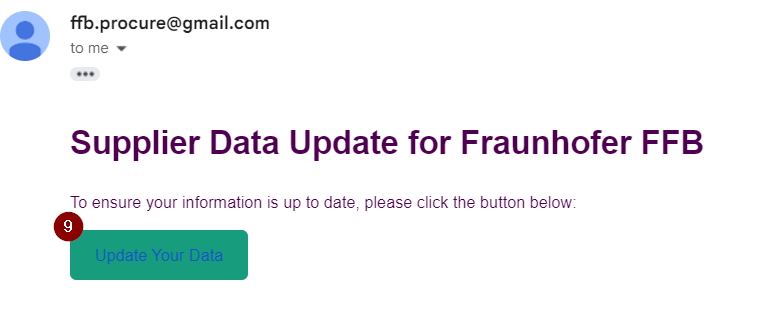 ffb.procure@gmail.com
to me
Supplier Data Update for Fraunhofer FFB
To ensure your information is up to date, please click the button below:
9
Update Your Data